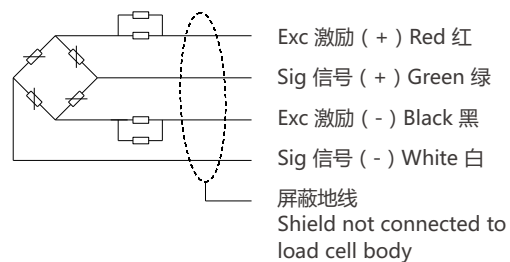 Exc 激励 ( + ) Red 红
Sig 信号 ( + ) Green 绿
Exc 激励 ( - ) Black 黑
Sig 信号 ( - ) White 白
屏蔽地线
Shield not connected to
load cell body